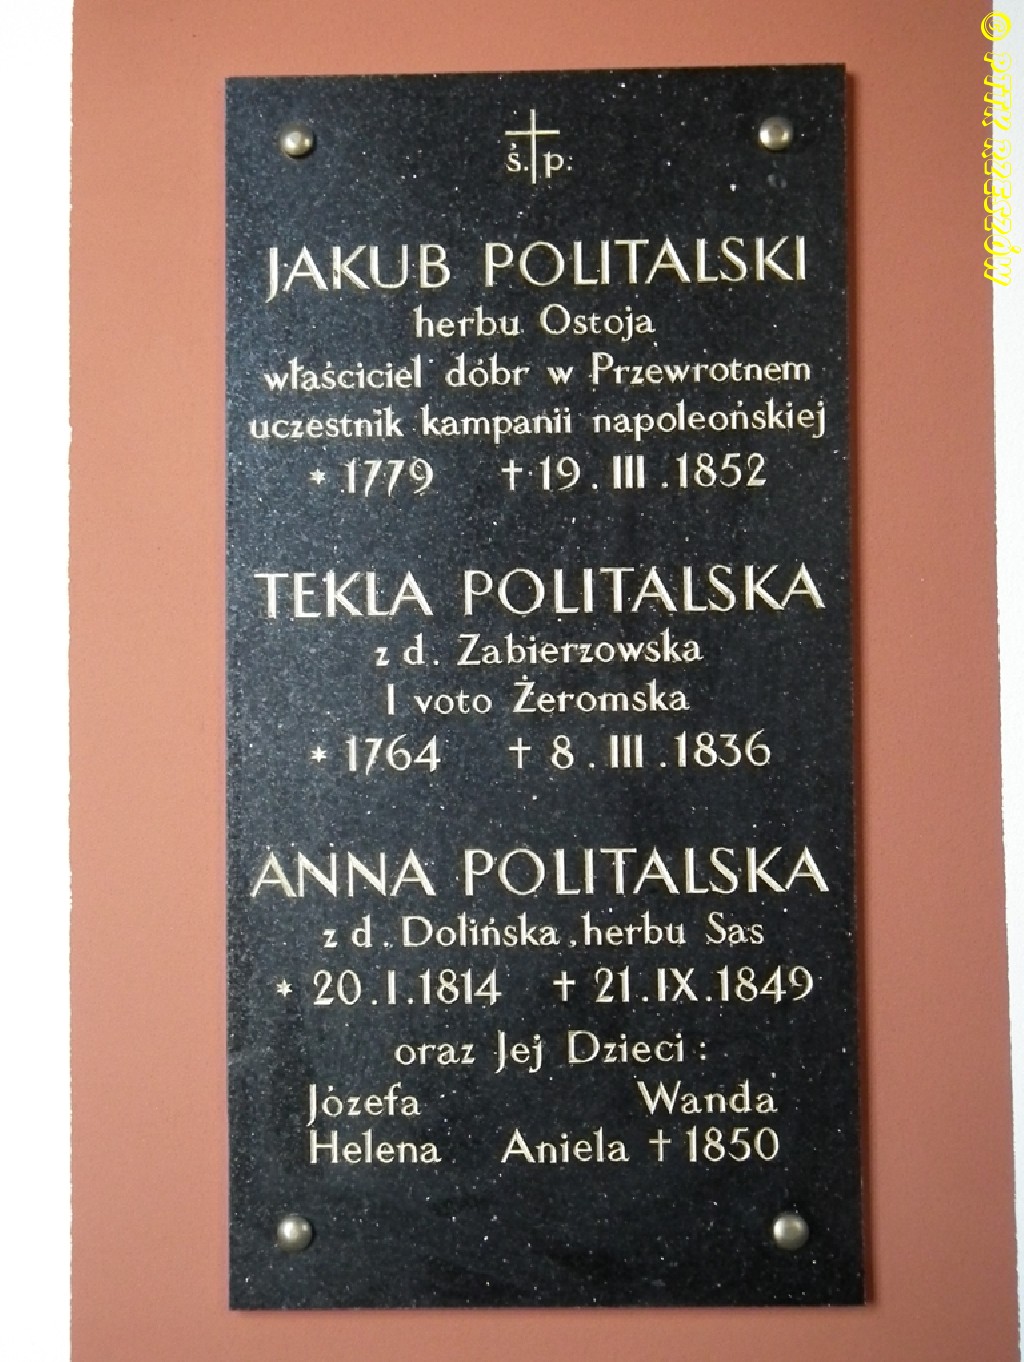 ś. p.
JAKUB POLITALSKI
herbu Ostoja
właściciel dóbr w Przewrotnem
uczestnik kampanii napoleońskiej
* 1779 † 19. III. 1852
TEKLA POLITALSKA
z d. Zabierzowska
I voto Żeromska
* 1764 † 8. III. 1836
ANNA POLITALSKA
z d. Dolińska, herbu Sas
* 20. I. 1814 † 21. IX. 1849
oraz Jej Dzieci:
Józefa Wanda
Helena Aniela † 1850
© PTTK RZESZÓW